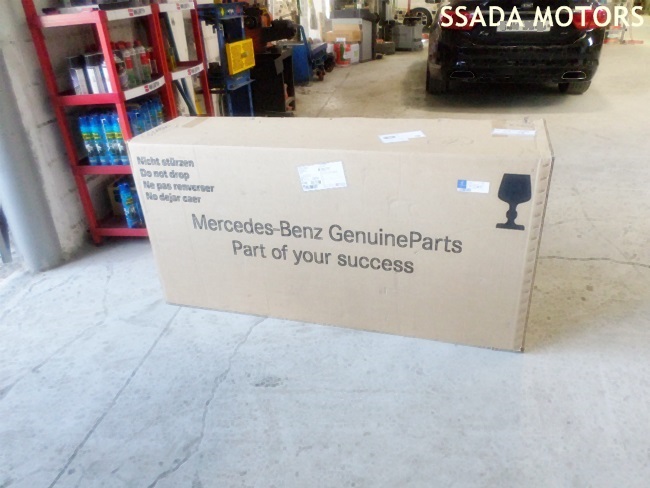 SSADA MOTORS
Nicht stürzen
Do not drop
Ne pas renverser
No dejar caer
Mercedes-Benz GenuineParts
Part of your success